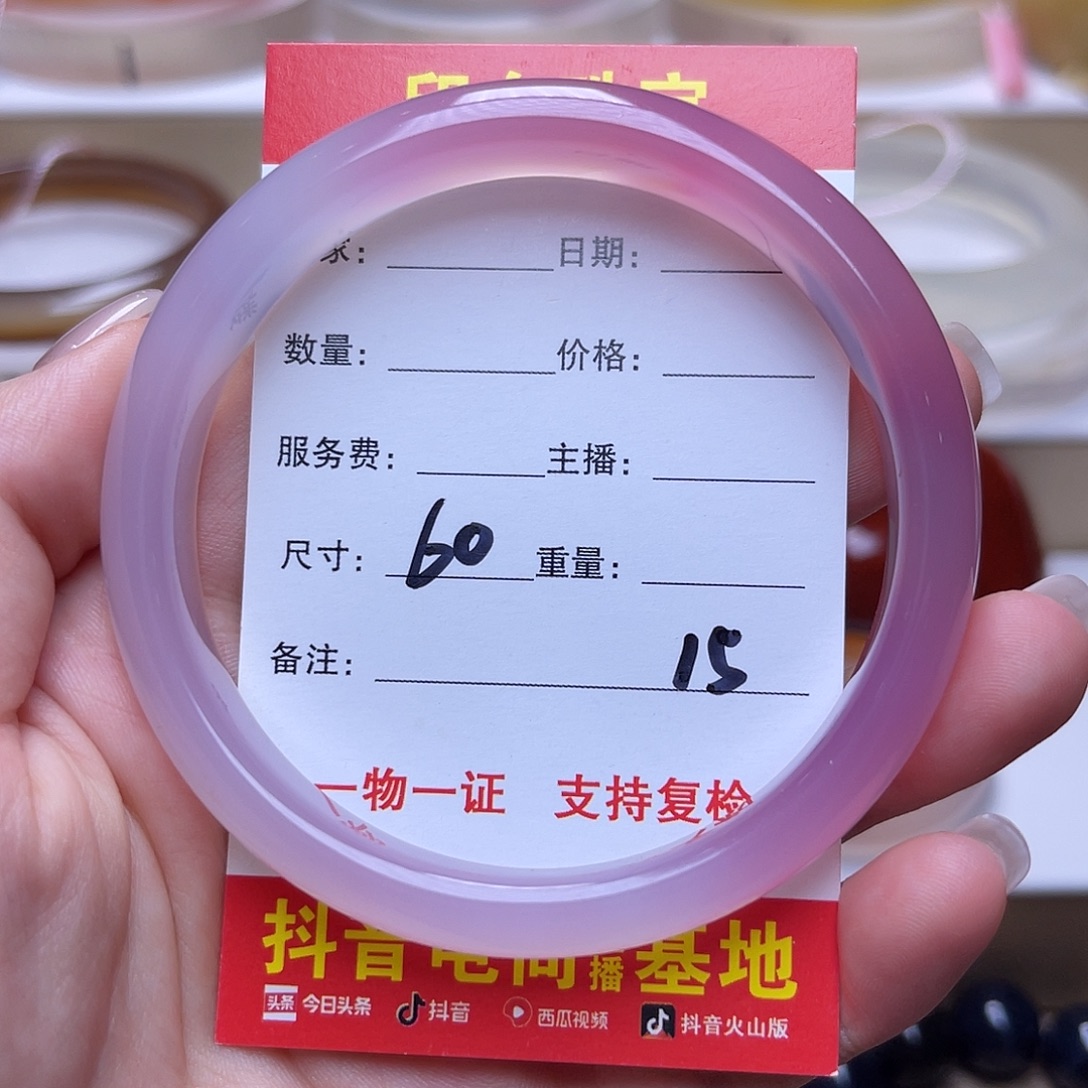 家： 日期：
数量： 价格：
服务费： 主播：
尺寸：60 重量：
备注： 15
一物一证 支持复检
抖音电商 播基地
头条 今日头条 抖音 西瓜视频 抖音火山版